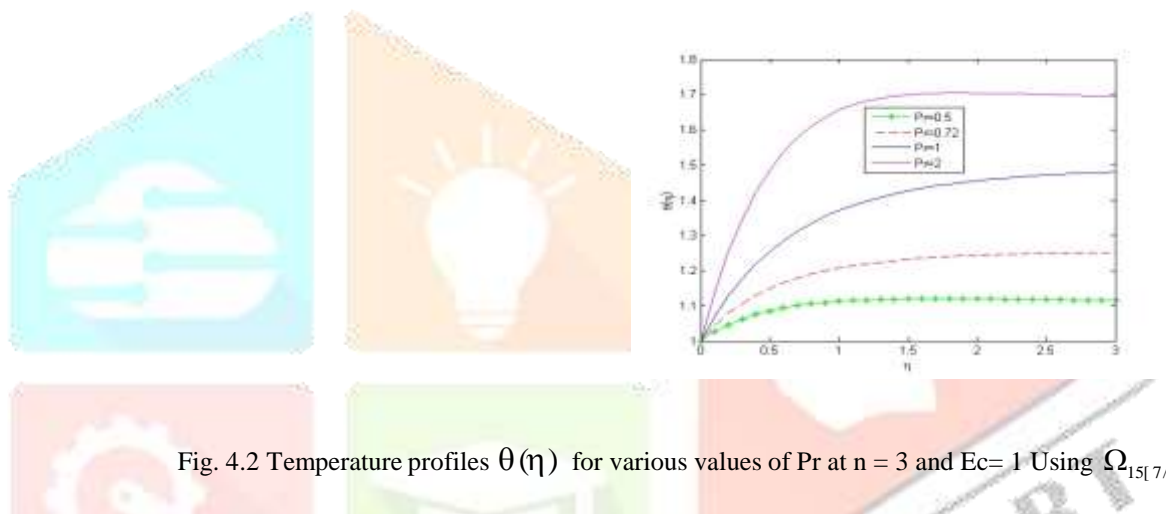 1.8
1.7
1.6
1.5
1.4
1.3
1.2
1.1
1
0
0.5
1
1.5
2
2.5
3
η
θ(η)
Pr=0.5
Pr=0.72
Pr=1
Pr=2
Fig. 4.2 Temperature profiles θ(η) for various values of Pr at n = 3 and Ec= 1 Using Ω15[ 7/